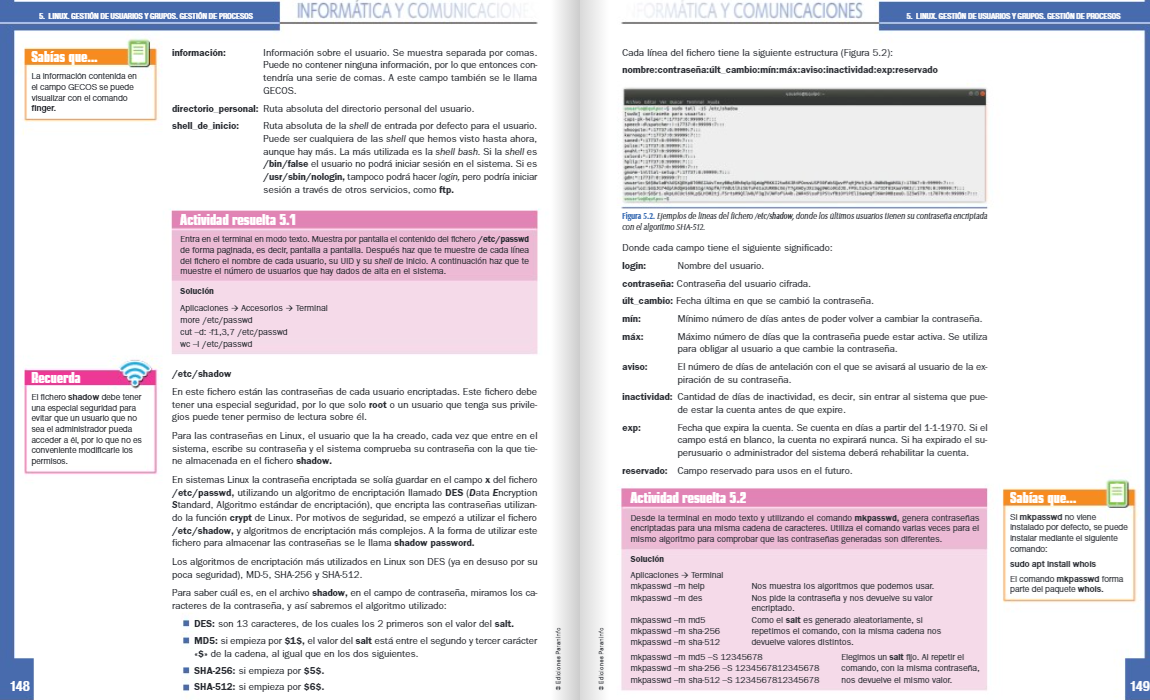 5. LINUX. GESTIÓN DE USUARIOS Y GRUPOS. GESTIÓN DE PROCESOS
INFORMÁTICA Y COMUNICACIONE
Sabías que...
La información contenida en
el campo GECOS se puede
visualizar con el comando
finger.
información: Información sobre el usuario. Se muestra separada por comas.
Puede no contener ninguna información, por lo que entonces con-
tendría una serie de comas. A este campo también se le llama
GECOS.
directorio_personal: Ruta absoluta del directorio personal del usuario.
shell_de_inicio: Ruta absoluta de la shell de entrada por defecto para el usuario.
Puede ser cualquiera de las shell que hemos visto hasta ahora,
aunque hay más. La más utilizada es la shell bash. Si la shell es
/bin/false el usuario no podrá iniciar sesión en el sistema. Si es
/usr/sbin/nologin, tampoco podrá hacer login, pero podría iniciar
sesión a través de otros servicios, como ftp.
Actividad resuelta 5.1
Entra en el terminal en modo texto. Muestra por pantalla el contenido del fichero /etc/passwd
de forma paginada, es decir, pantalla a pantalla. Después haz que te muestre de cada línea
del fichero el nombre de cada usuario, su UID y su shell de inicio. A continuación haz que te
muestre el número de usuarios que hay dados de alta en el sistema.
Solución
Aplicaciones → Accesorios → Terminal
more /etc/passwd
cut –d: -f1,3,7 /etc/passwd
wc –l /etc/passwd
Recuerda
El fichero shadow debe tener
una especial seguridad para
evitar que un usuario que no
sea el administrador pueda
acceder a él, por lo que no es
conveniente modificarle los
permisos.
/etc/shadow
En este fichero están las contraseñas de cada usuario encriptadas. Este fichero debe
tener una especial seguridad, por lo que solo root o un usuario que tenga sus privile-
gios puede tener permiso de lectura sobre él.
Para las contraseñas en Linux, el usuario que la ha creado, cada vez que entre en el
sistema, escribe su contraseña y el sistema comprueba su contraseña con la que tie-
ne almacenada en el fichero shadow.
En sistemas Linux la contraseña encriptada se solía guardar en el campo x del fichero
/etc/passwd, utilizando un algoritmo de encriptación llamado DES (Data Encryption
Standard, Algoritmo estándar de encriptación), que encripta las contraseñas utilizan-
do la función crypt de Linux. Por motivos de seguridad, se empezó a utilizar el fichero
/etc/shadow, y algoritmos de encriptación más complejos. A la forma de utilizar este
fichero para almacenar las contraseñas se le llama shadow password.
Los algoritmos de encriptación más utilizados en Linux son DES (ya en desuso por su
poca seguridad), MD-5, SHA-256 y SHA-512.
Para saber cuál es, en el archivo shadow, en el campo de contraseña, miramos los ca-
racteres de la contraseña, y así sabremos el algoritmo utilizado:
■ DES: son 13 caracteres, de los cuales los 2 primeros son el valor del salt.
■ MD5: si empieza por $1$, el valor del salt está entre el segundo y tercer carácter
«$» de la cadena, al igual que en los dos siguientes.
■ SHA-256: si empieza por $5$.
■ SHA-512: si empieza por $6$.
148
© Ediciones Paraninfo
FORMÁTICA Y COMUNICACIONES
5. LINUX. GESTIÓN DE USUARIOS Y GRUPOS. GESTIÓN DE PROCESOS
Cada línea del fichero tiene la siguiente estructura (Figura 5.2):
nombre:contraseña:últ_cambio:mín:máx:aviso:inactividad:exp:reservado
Figura 5.2. Ejemplos de líneas del fichero /etc/shadow, donde los últimos usuarios tienen su contraseña encriptada
con el algoritmo SHA-512.
Donde cada campo tiene el siguiente significado:
login: Nombre del usuario.
contraseña: Contraseña del usuario cifrada.
últ_cambio: Fecha última en que se cambió la contraseña.
mín: Mínimo número de días antes de poder volver a cambiar la contraseña.
máx: Máximo número de días que la contraseña puede estar activa. Se utiliza
para obligar al usuario a que cambie la contraseña.
aviso: El número de días de antelación con el que se avisará al usuario de la ex-
piración de su contraseña.
inactividad: Cantidad de días de inactividad, es decir, sin entrar al sistema que pue-
de estar la cuenta antes de que expire.
exp: Fecha que expira la cuenta. Se cuenta en días a partir del 1-1-1970. Si el
campo está en blanco, la cuenta no expirará nunca. Si ha expirado el su-
perusuario o administrador del sistema deberá rehabilitar la cuenta.
reservado: Campo reservado para usos en el futuro.
Actividad resuelta 5.2
Desde la terminal en modo texto y utilizando el comando mkpasswd, genera contraseñas
encriptadas para una misma cadena de caracteres. Utiliza el comando varias veces para el
mismo algoritmo para comprobar que las contraseñas generadas son diferentes.
Solución
Aplicaciones → Terminal
mkpasswd –m help Nos muestra los algoritmos que podemos usar.
mkpasswd –m des Nos pide la contraseña y nos devuelve su valor
encriptado.
mkpasswd –m md5 Como el salt es generado aleatoriamente, si
mkpasswd –m sha-256 repetimos el comando, con la misma cadena nos
mkpasswd –m sha-512 devuelve valores distintos.
mkpasswd –m md5 –S 12345678 Elegimos un salt fijo. Al repetir el
mkpasswd –m sha-256 –S 1234567812345678 comando, con la misma contraseña,
mkpasswd –m sha-512 –S 1234567812345678 nos devuelve el mismo valor.
Sabías que...
Si mkpasswd no viene
instalado por defecto, se puede
instalar mediante el siguiente
comando:
sudo apt install whois
El comando mkpasswd forma
parte del paquete whois.
© Ediciones Paraninfo
149